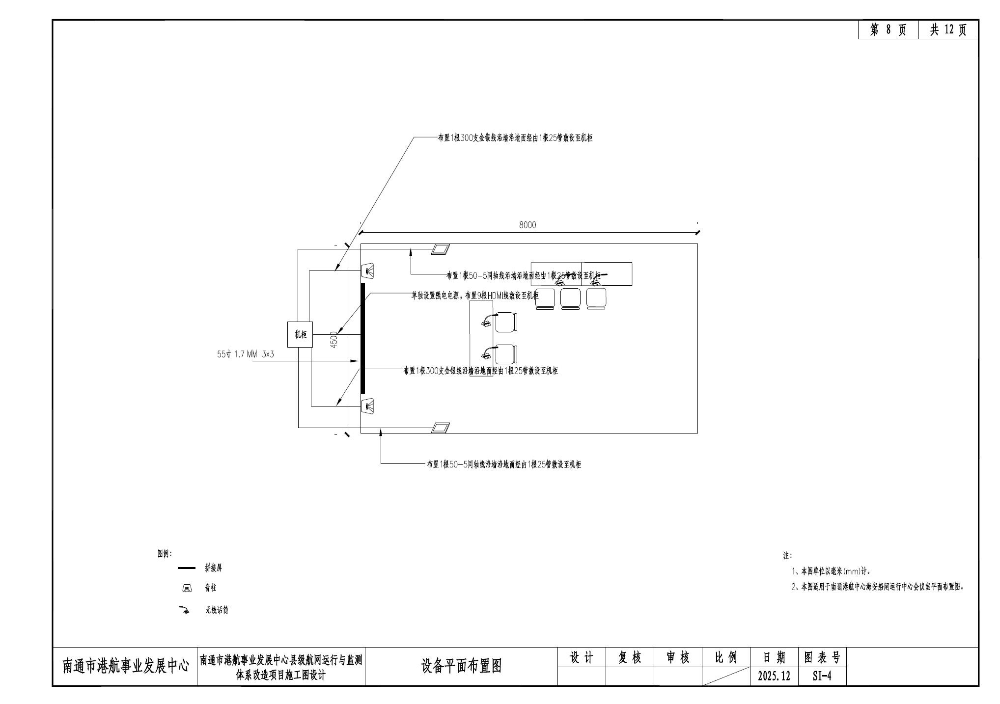 第 8 页 共 12 页
布置1根300支金银线沿墙沿地面经由1根25管敷设至机柜
8000
布置1根50-5同轴线沿墙沿地面经由1根25管敷设至机柜
单独设置强电电源，布置9根HDMI线敷设至机柜
机柜
4500
55寸 1.7 MM 3x3
布置1根300支金银线沿墙沿地面经由1根25管敷设至机柜
布置1根50-5同轴线沿墙沿地面经由1根25管敷设至机柜
图例：
拼接屏
音柱
无线话筒
注：
1、本图单位以毫米(mm)计。
2、本图适用于南通港航中心海安船闸运行中心会议室平面布置图。
南通市港航事业发展中心
南通市港航事业发展中心县级航网运行与监测
体系改造项目施工图设计
设备平面布置图
设 计 复 核 审 核 比 例 日 期 图 表 号
2025.12 SI-4